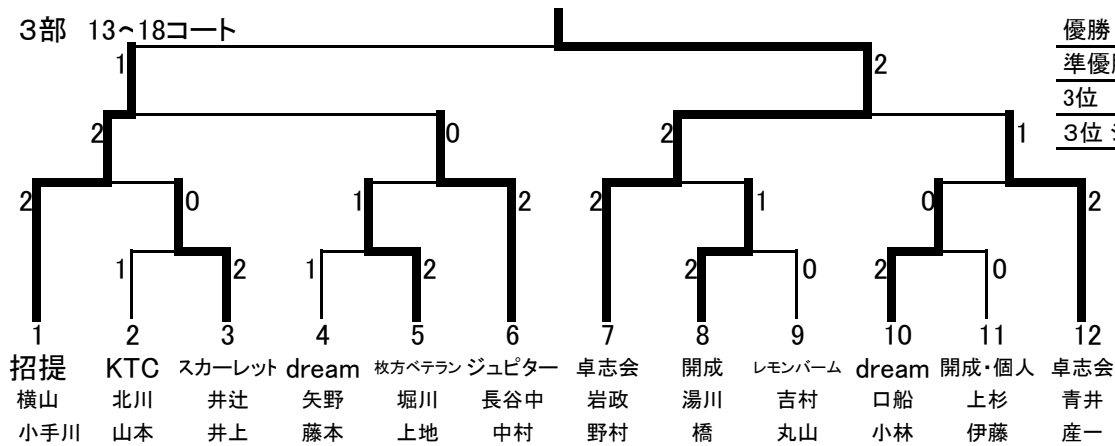 3部 13~18コート
優勝
準優勝
3位
3位
1 2
2 0 2 1
2 0 1 2 2 1 0 2
1 2 1 2 2 0 2 0
1 2 3 4 5 6 7 8 9 10 11 12
招提 KTC スカーレット dream 枚方ベテラン ジュピター 卓志会 開成 レモンバーム dream 開成・個人 卓志会
横山 北川 井辻 矢野 堀川 長谷中 岩政 湯川 吉村 口船 上杉 青井
小手川 山本 井上 藤本 上地 中村 野村 橋 丸山 小林 伊藤 産一